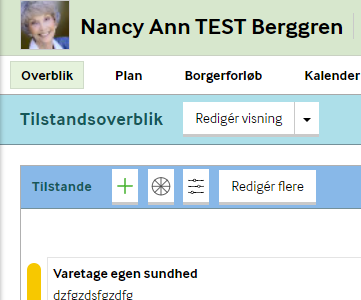 Nancy Ann TEST Berggren
Overblik Plan Borgerforløb Kalender
Tilstandsoverblik Redigér visning
Tilstande Redigér flere
Varetage egen sundhed
dzfgzdsfgzdfg